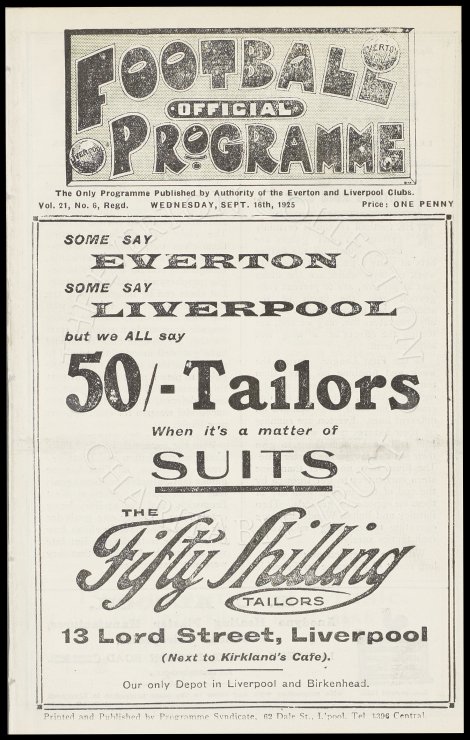 FOOTBALL
EVERTON
OFFICIAL
PROGRAMME
The Only Programme Published by Authority of the Everton and Liverpool Clubs.
Vol. 21, No. 6, Regd. WEDNESDAY, SEPT. 16th, 1925 Price: ONE PENNY
SOME SAY
EVERTON
SOME SAY
LIVERPOOL
but we ALL say
50/- Tailors
When it's a matter of
SUITS
THE
Fifty Shilling
TAILORS
13 Lord Street, Liverpool
(Next to Kirkland's Cafe).
Our only Depot in Liverpool and Birkenhead.
Printed and Published by Programme Syndicate, 62 Dale St., L'pool. Tel. 1396 Central.